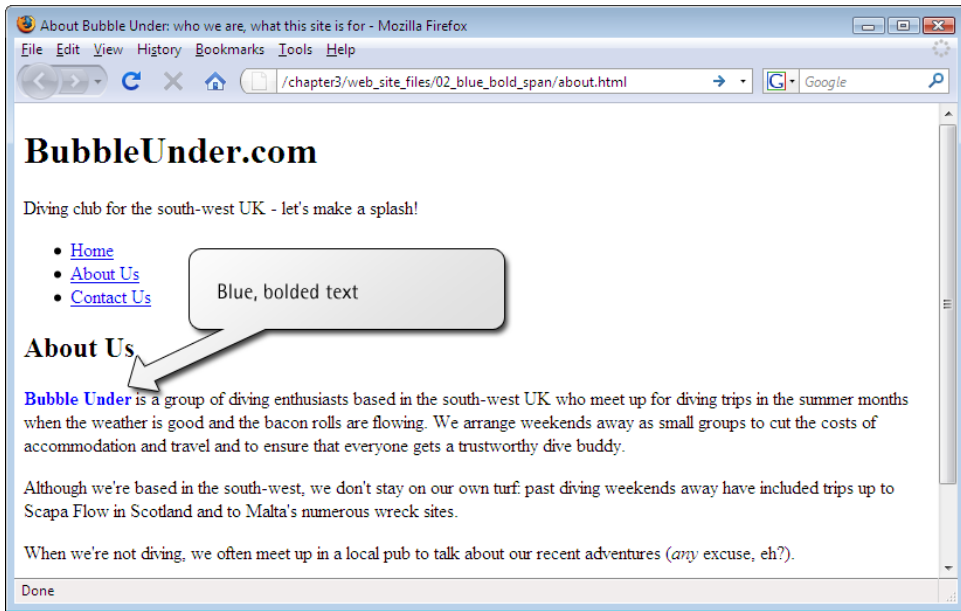 About Bubble Under: who we are, what this site is for - Mozilla Firefox
File Edit View History Bookmarks Tools Help
/chapter3/web_site_files/02_blue_bold_span/about.html
G Google
BubbleUnder.com
Diving club for the south-west UK - let's make a splash!
• Home
• About Us
• Contact Us
Blue, bolded text
About Us
Bubble Under is a group of diving enthusiasts based in the south-west UK who meet up for diving trips in the summer months
when the weather is good and the bacon rolls are flowing. We arrange weekends away as small groups to cut the costs of
accommodation and travel and to ensure that everyone gets a trustworthy dive buddy.
Although we're based in the south-west, we don't stay on our own turf: past diving weekends away have included trips up to
Scapa Flow in Scotland and to Malta's numerous wreck sites.
When we're not diving, we often meet up in a local pub to talk about our recent adventures (any excuse, eh?).
Done